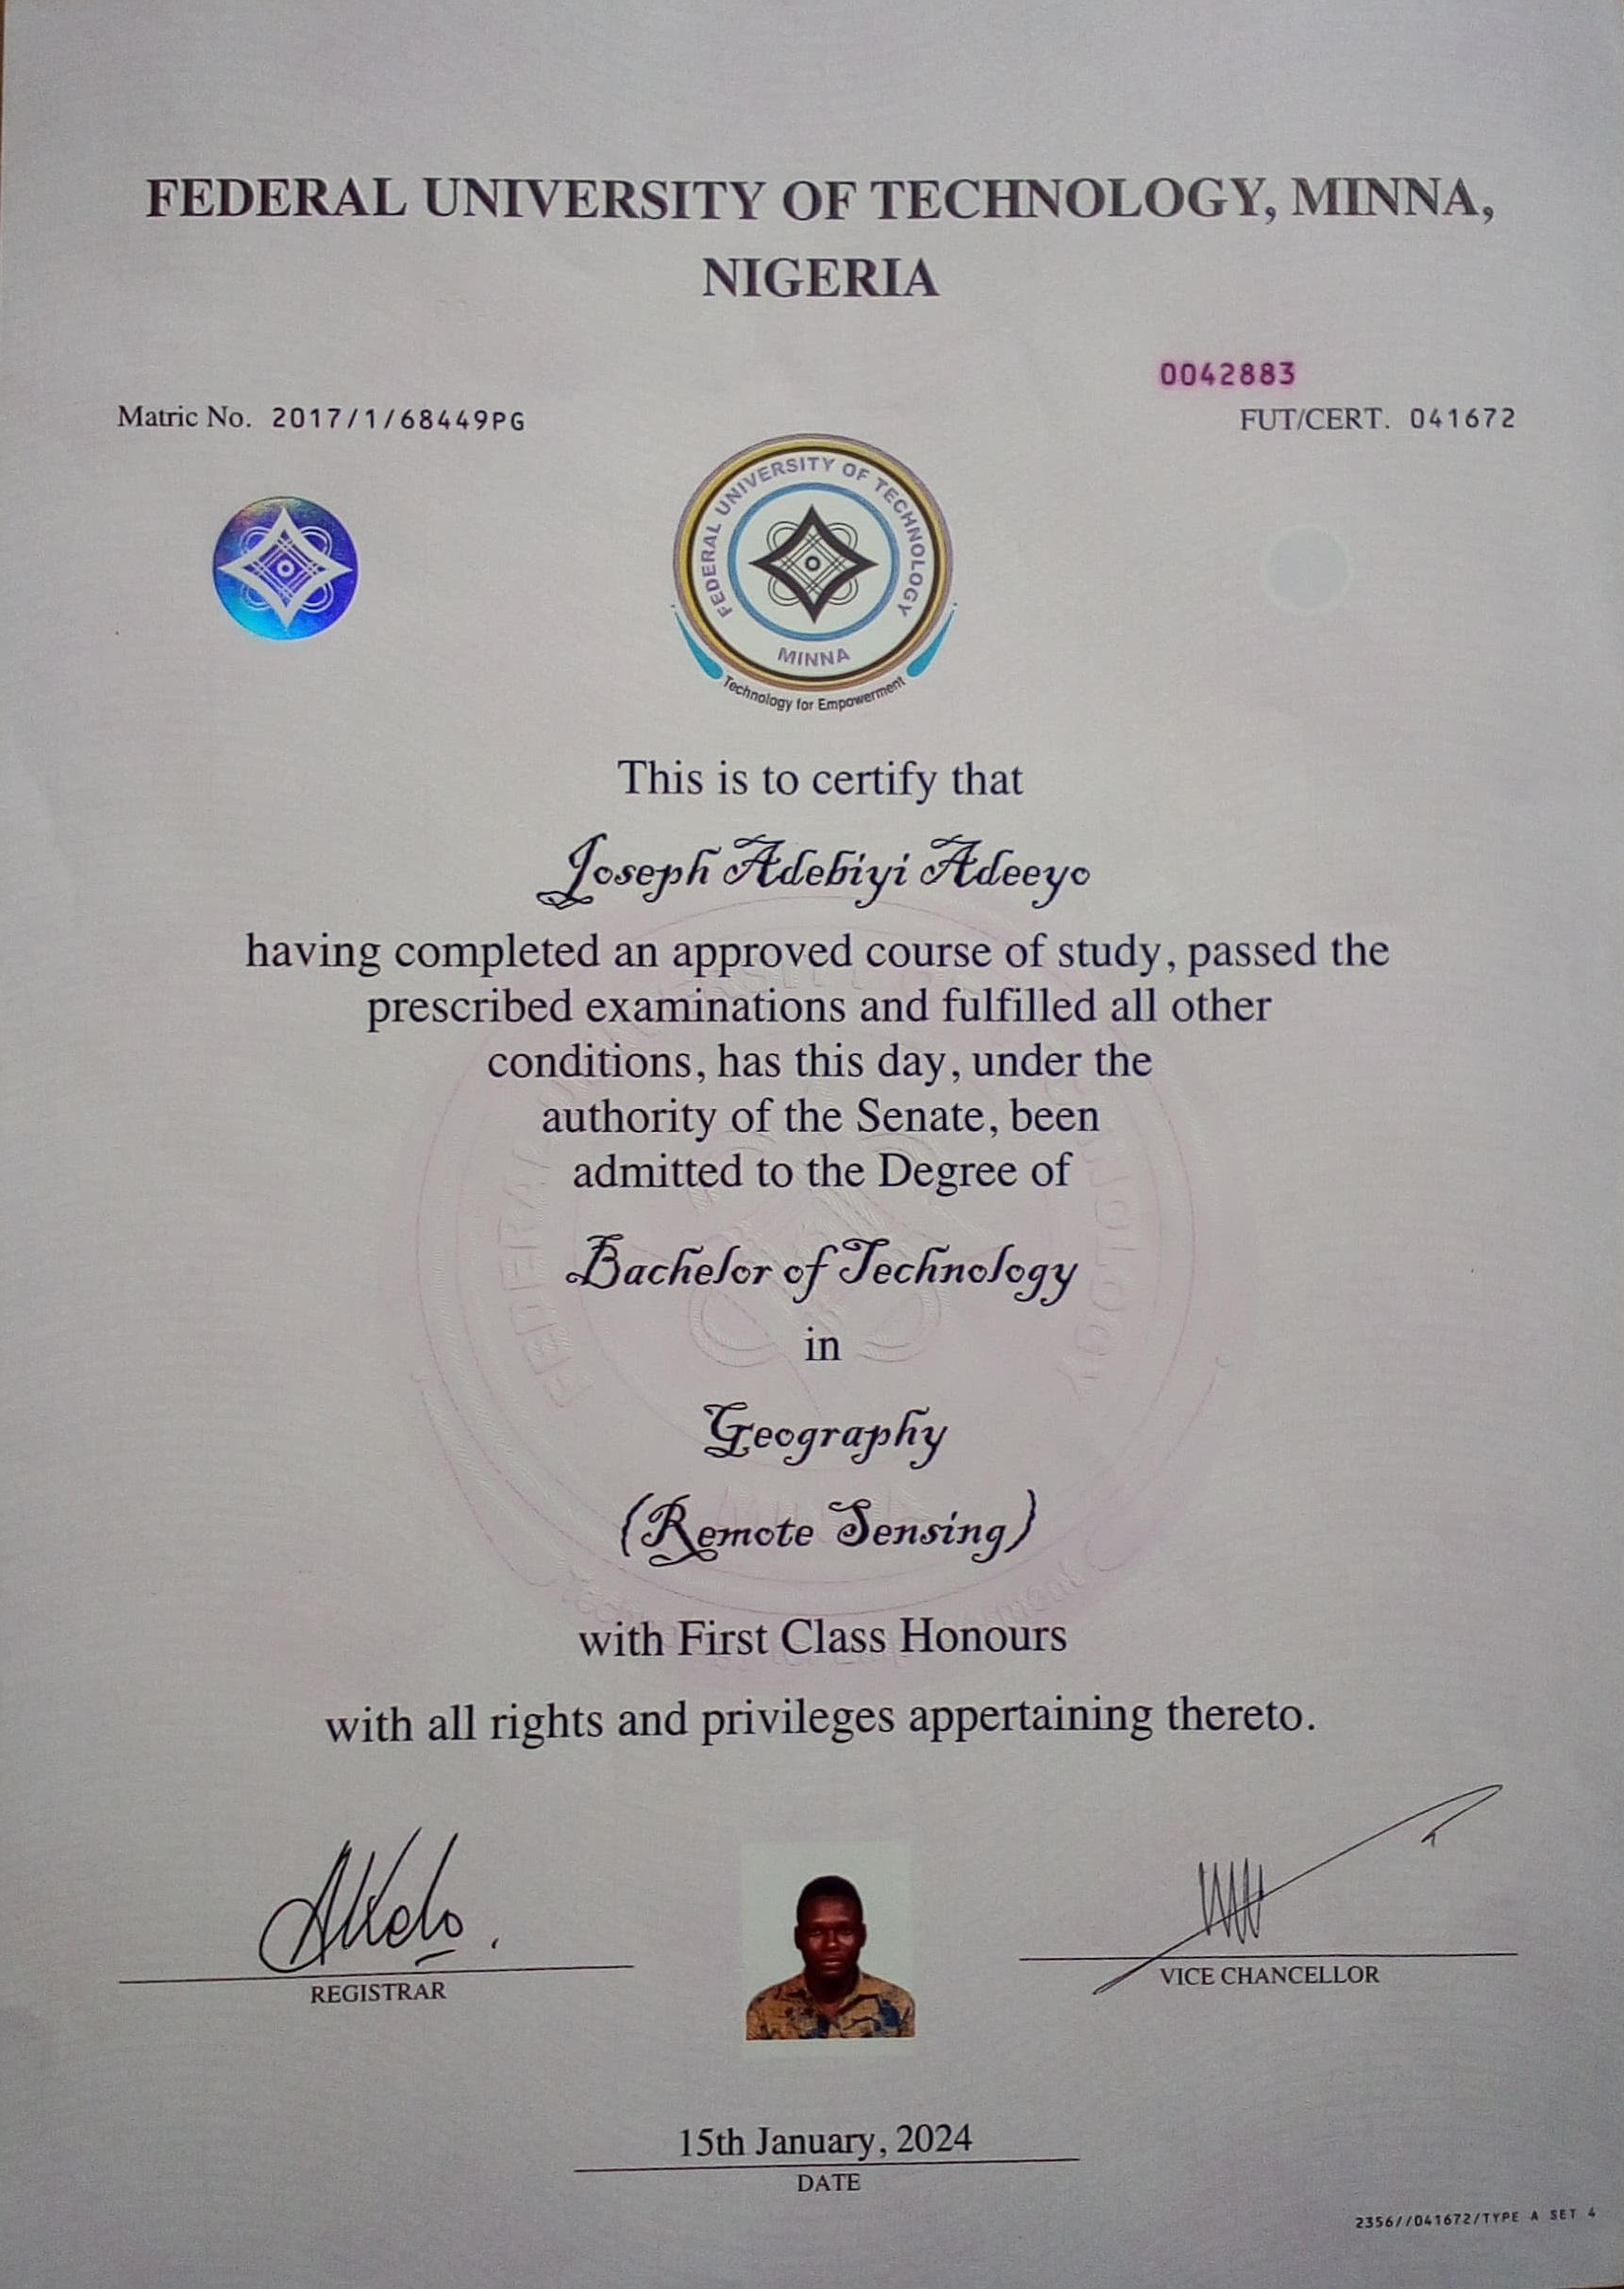 FEDERAL UNIVERSITY OF TECHNOLOGY, MINNA,
NIGERIA
0042883
Matric No. 2017/1/68449PG
FUT/CERT. 041672
FEDERAL UNIVERSITY OF TECHNOLOGY
MINNA
Technology for Empowerment
This is to certify that
Joseph Adebiyi Adeeyo
having completed an approved course of study, passed the
prescribed examinations and fulfilled all other
conditions, has this day, under the
authority of the Senate, been
admitted to the Degree of
Bachelor of Technology
in
Geography
(Remote Sensing)
with First Class Honours
with all rights and privileges appertaining thereto.
REGISTRAR
VICE CHANCELLOR
15th January, 2024
DATE
2356//041672/TYPE A SET 4